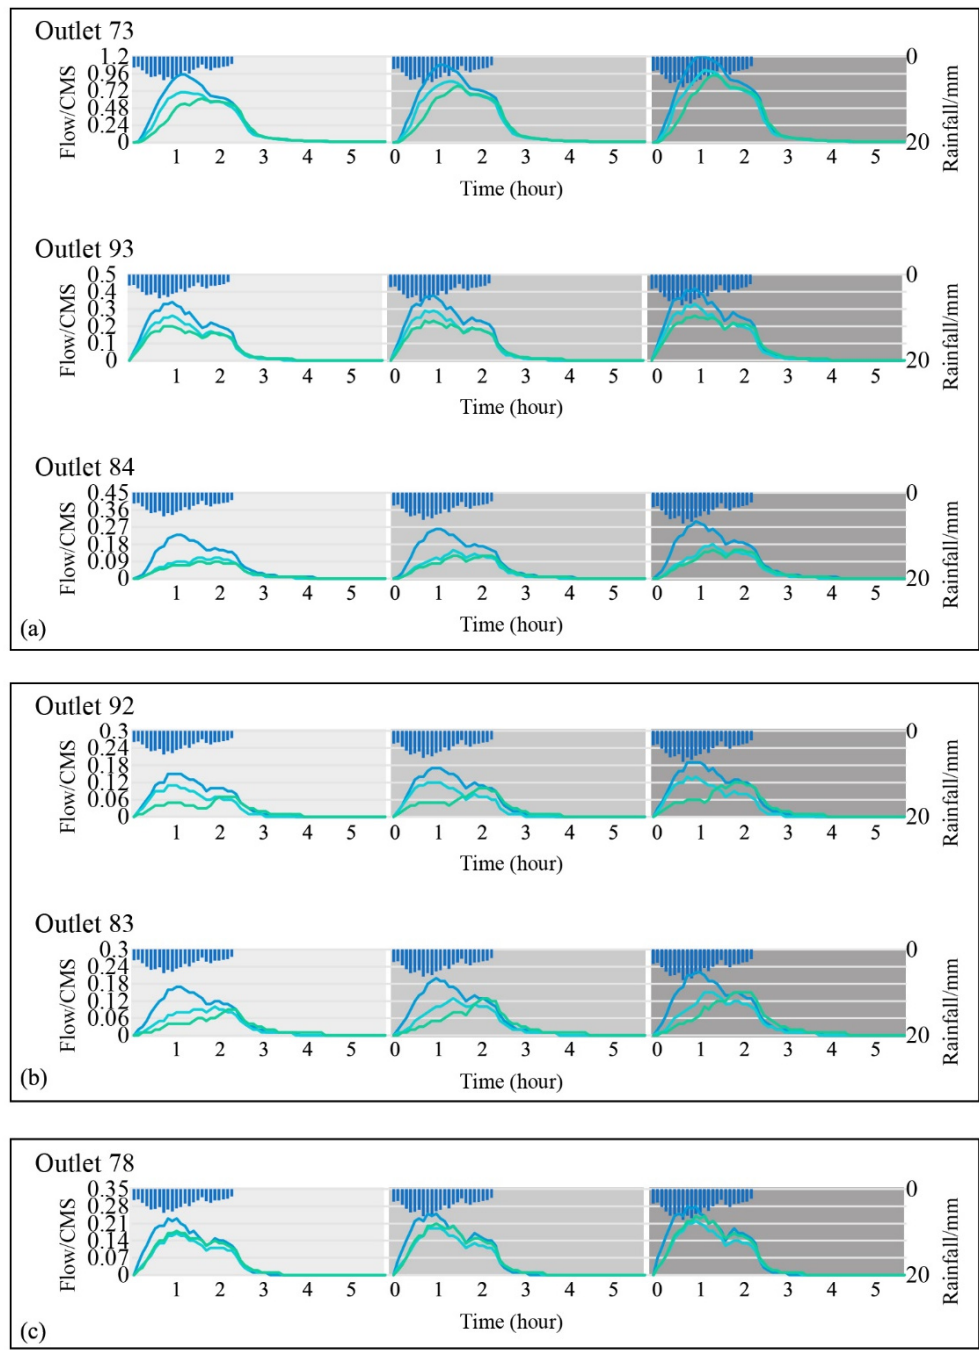 Outlet 73
1.2
0.96
0.72
0.48
0.24
0
Flow/CMS
1 2 3 4 5 0 1 2 3 4 5 0 1 2 3 4 5
0
20
Rainfall/mm
Time (hour)
Outlet 93
0.5
0.4
0.3
0.2
0.1
0
Flow/CMS
1 2 3 4 5 0 1 2 3 4 5 0 1 2 3 4 5
0
20
Rainfall/mm
Time (hour)
Outlet 84
0.45
0.36
0.27
0.18
0.09
0
Flow/CMS
1 2 3 4 5 0 1 2 3 4 5 0 1 2 3 4 5
0
20
Rainfall/mm
Time (hour)
(a)
Outlet 92
0.3
0.24
0.18
0.12
0.06
0
Flow/CMS
1 2 3 4 5 0 1 2 3 4 5 0 1 2 3 4 5
0
20
Rainfall/mm
Time (hour)
Outlet 83
0.3
0.24
0.18
0.12
0.06
0
Flow/CMS
1 2 3 4 5 0 1 2 3 4 5 0 1 2 3 4 5
0
20
Rainfall/mm
Time (hour)
(b)
Outlet 78
0.35
0.28
0.21
0.14
0.07
0
Flow/CMS
1 2 3 4 5 0 1 2 3 4 5 0 1 2 3 4 5
0
20
Rainfall/mm
Time (hour)
(c)